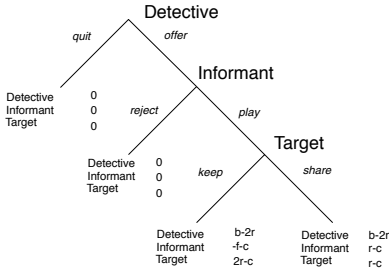 Detective
quit offer
Informant
Detective 0
Informant 0
Target 0
reject play
Target
Detective 0
Informant 0
Target 0
keep share
Detective b-2r
Informant -f-c
Target 2r-c
Detective b-2r
Informant r-c
Target r-c